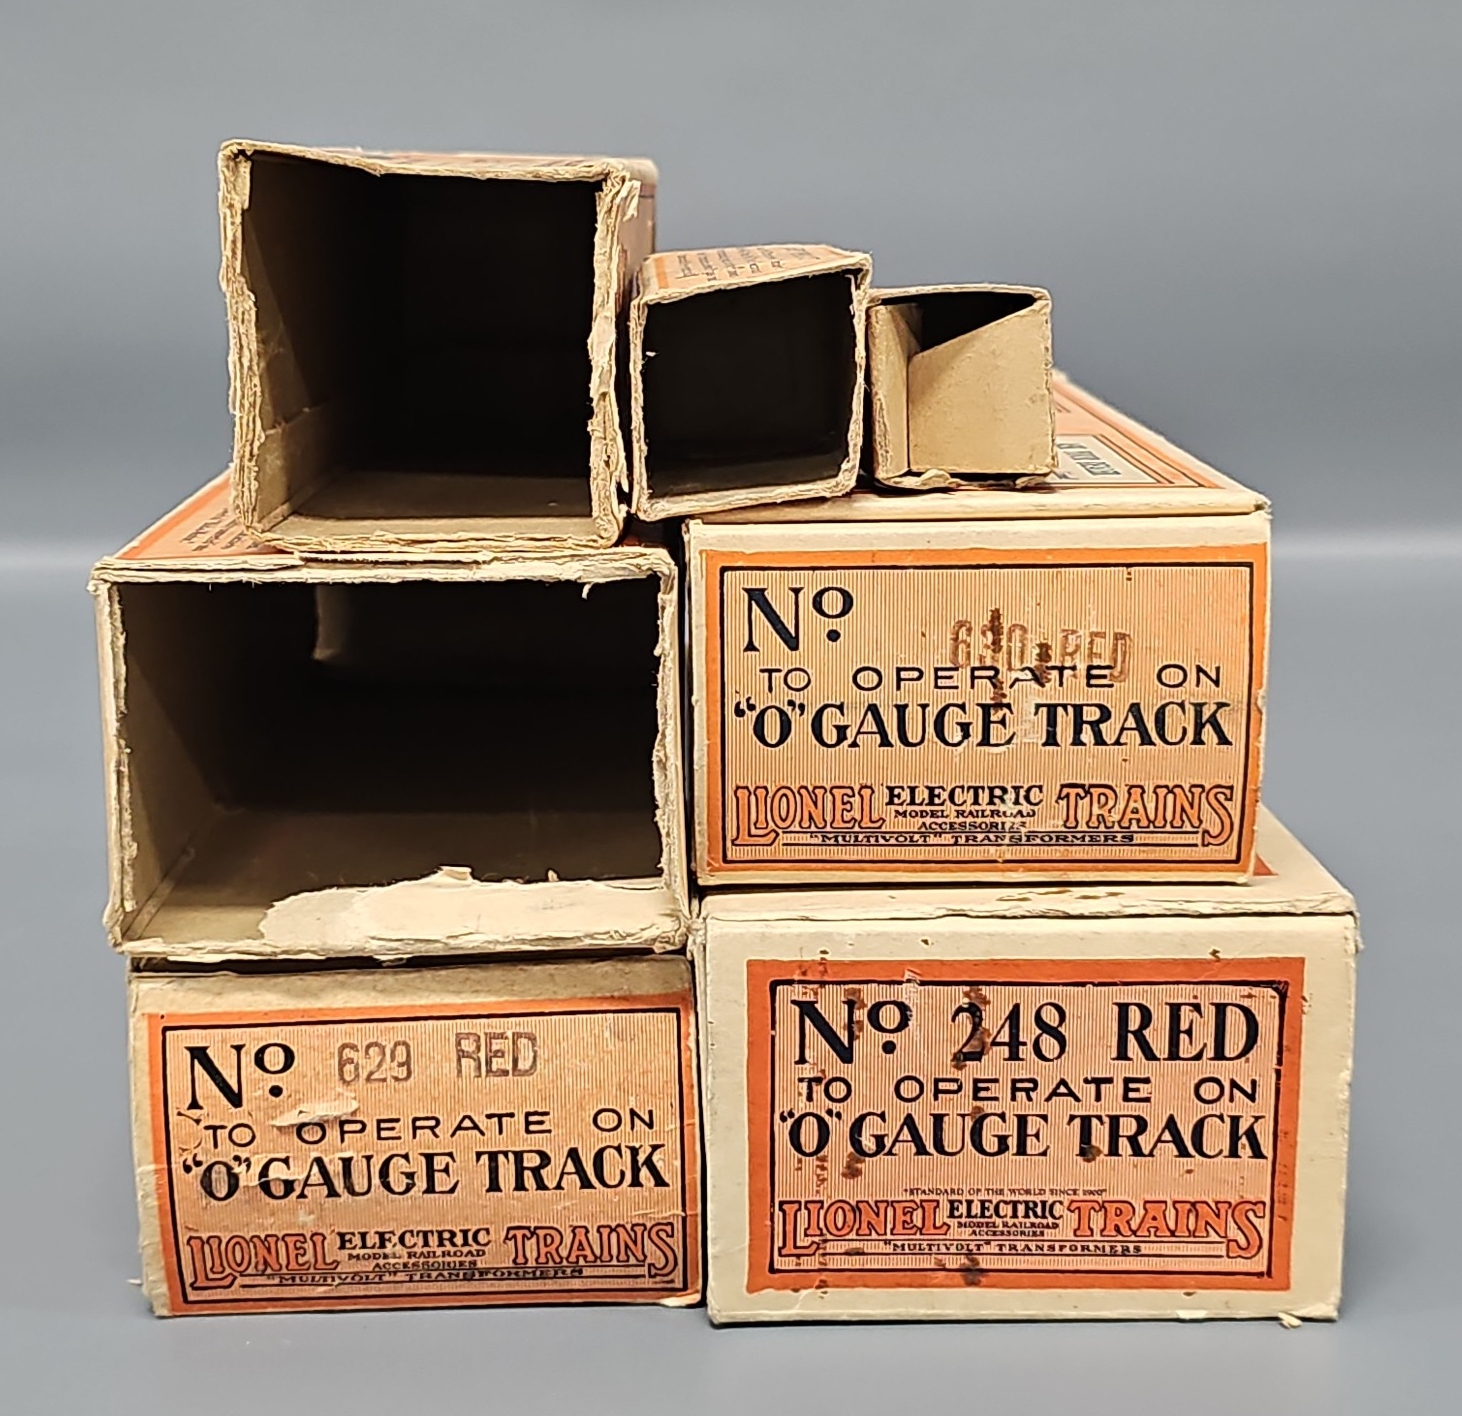 No. 630 RED
TO OPERATE ON
"O" GAUGE TRACK
LIONEL ELECTRIC TRAINS
MODEL RAILROAD
ACCESSORIES
"MULTIVOLT" TRANSFORMERS
No. 629 RED
TO OPERATE ON
"O" GAUGE TRACK
LIONEL ELECTRIC TRAINS
MODEL RAILROAD
ACCESSORIES
"MULTIVOLT" TRANSFORMERS
No. 248 RED
TO OPERATE ON
"O" GAUGE TRACK
"STANDARD OF THE WORLD SINCE 1900"
LIONEL ELECTRIC TRAINS
MODEL RAILROAD
ACCESSORIES
"MULTIVOLT" TRANSFORMERS